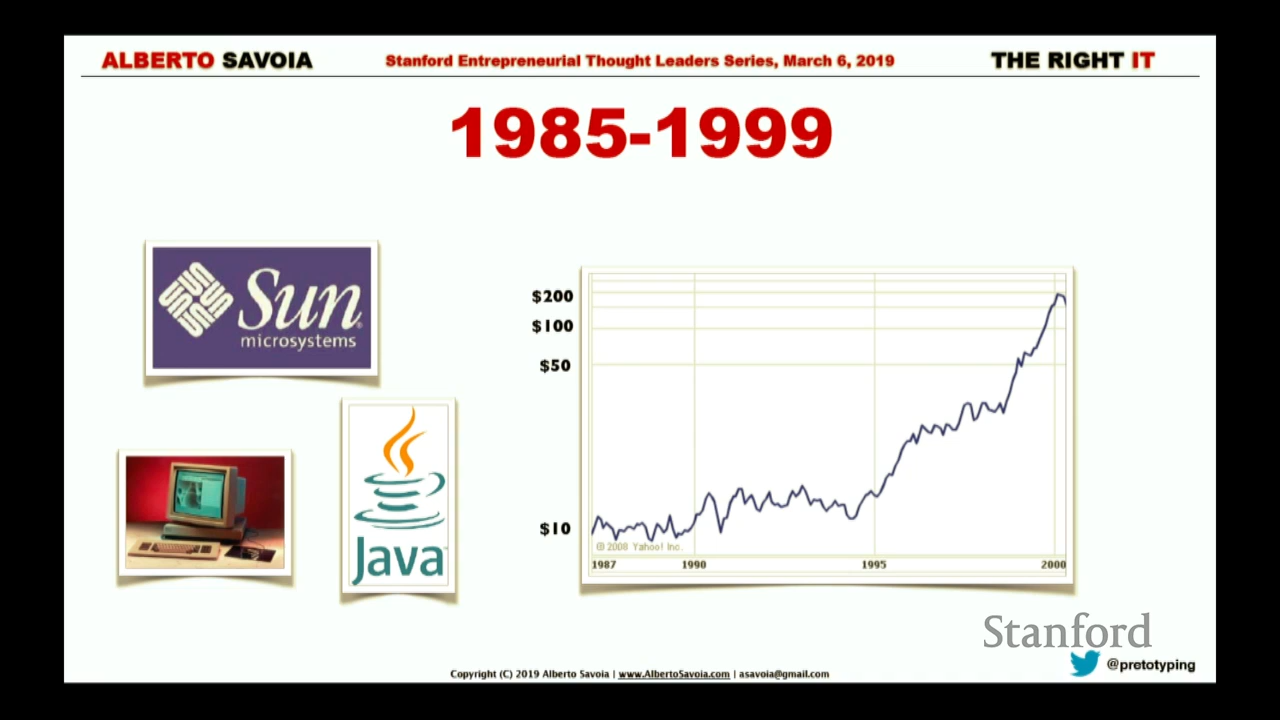 ALBERTO SAVOIA
Stanford Entrepreneurial Thought Leaders Series, March 6, 2019
THE RIGHT IT
1985-1999
Sun
microsystems
Java
$200
$100
$50
$10
© 2008 Yahoo! Inc.
1987 1990 1995 2000
Stanford
@pretotyping
Copyright (C) 2019 Alberto Savoia | www.AlbertoSavoia.com | asavoia@gmail.com